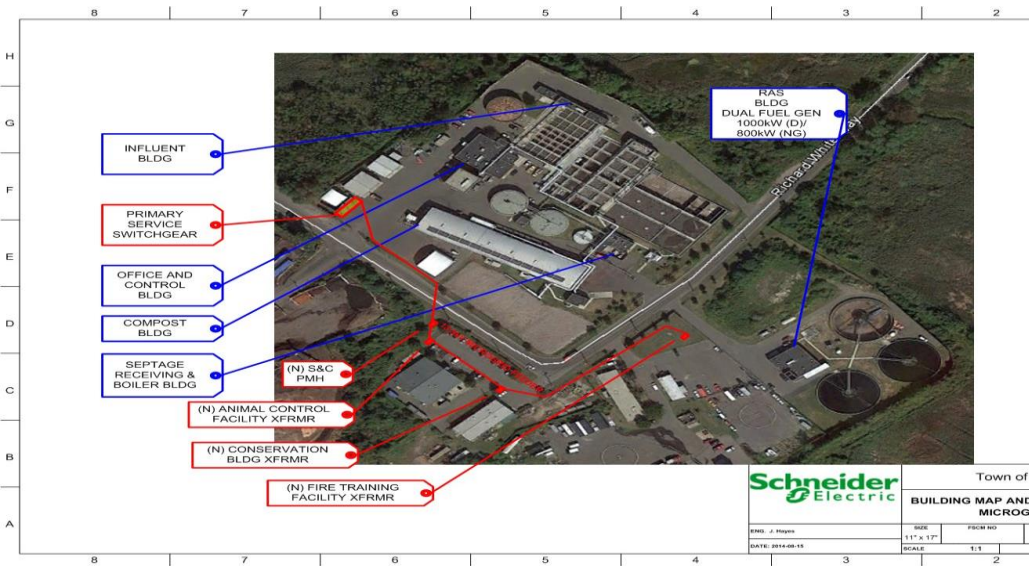 8 7 6 5 4 3 2
H
G
F
E
D
C
B
A
RAS
BLDG
DUAL FUEL GEN
1000kW (D)/
800kW (NG)
INFLUENT
BLDG
PRIMARY
SERVICE
SWITCHGEAR
OFFICE AND
CONTROL
BLDG
COMPOST
BLDG
SEPTAGE
RECEIVING &
BOILER BLDG
(N) S&C
PMH
(N) ANIMAL CONTROL
FACILITY XFRMR
(N) CONSERVATION
BLDG XFRMR
(N) FIRE TRAINING
FACILITY XFRMR
Richard White
Schneider
Electric
Town of
BUILDING MAP AND
MICROG
ENG. J. Hayes
DATE: 2014-08-15
SIZE
11" x 17"
FSCM NO
SCALE 1:1
8 7 6 5 4 3 2